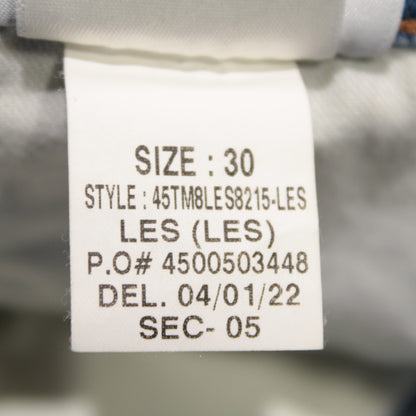 SIZE : 30
STYLE : 45TM8LES8215-LES
LES (LES)
P.O# 4500503448
DEL. 04/01/22
SEC- 05